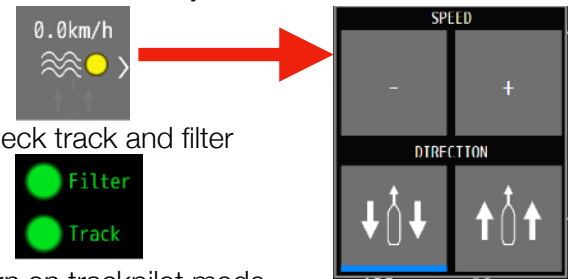 0.0km/h
SPEED
- +
eck track and filter
DIRECTION
Filter
Track